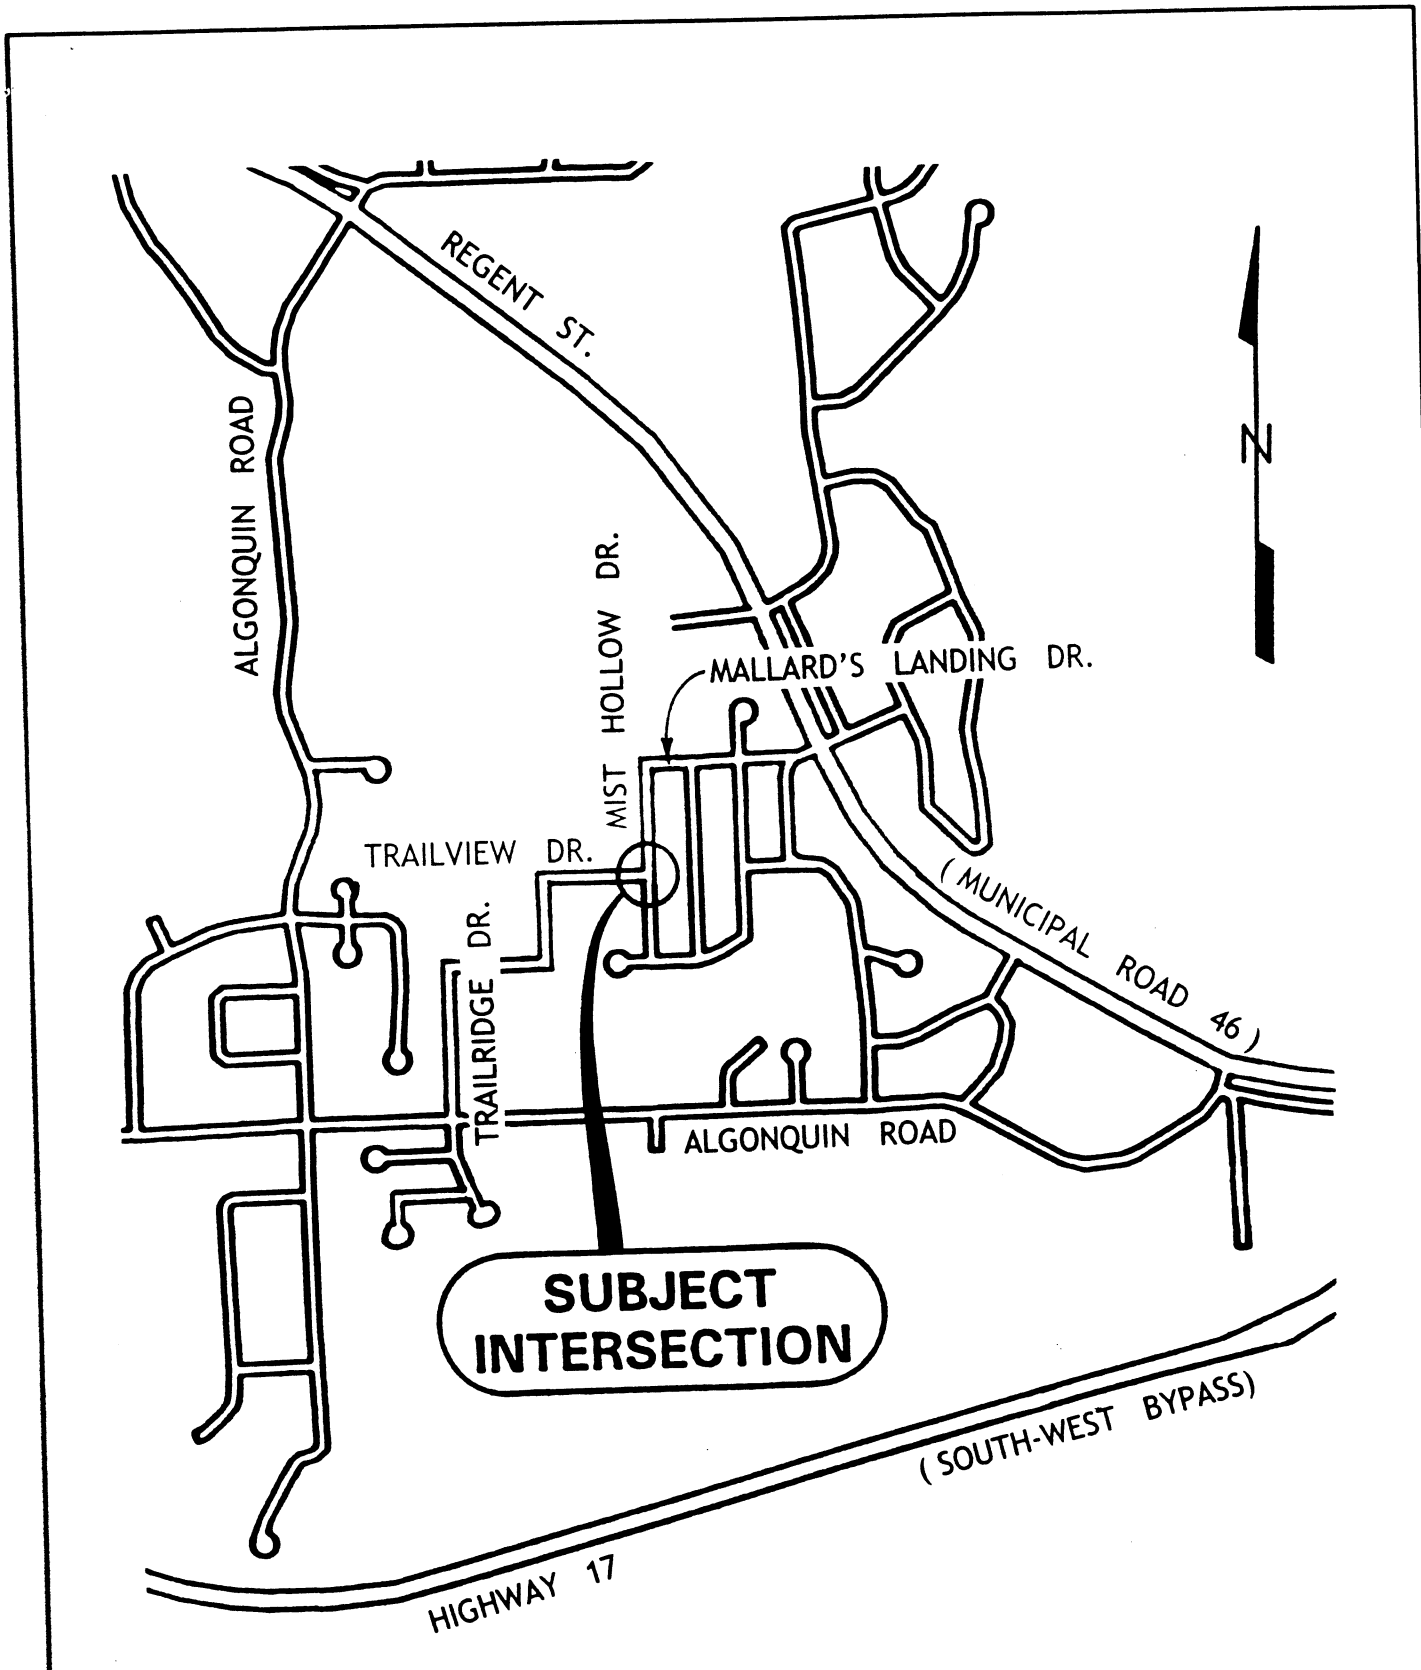 REGENT ST.
ALGONQUIN ROAD
N
MIST HOLLOW DR.
MALLARD'S LANDING DR.
TRAILVIEW DR.
TRAILRIDGE DR.
( MUNICIPAL ROAD 46 )
ALGONQUIN ROAD
SUBJECT
INTERSECTION
( SOUTH-WEST BYPASS)
HIGHWAY 17